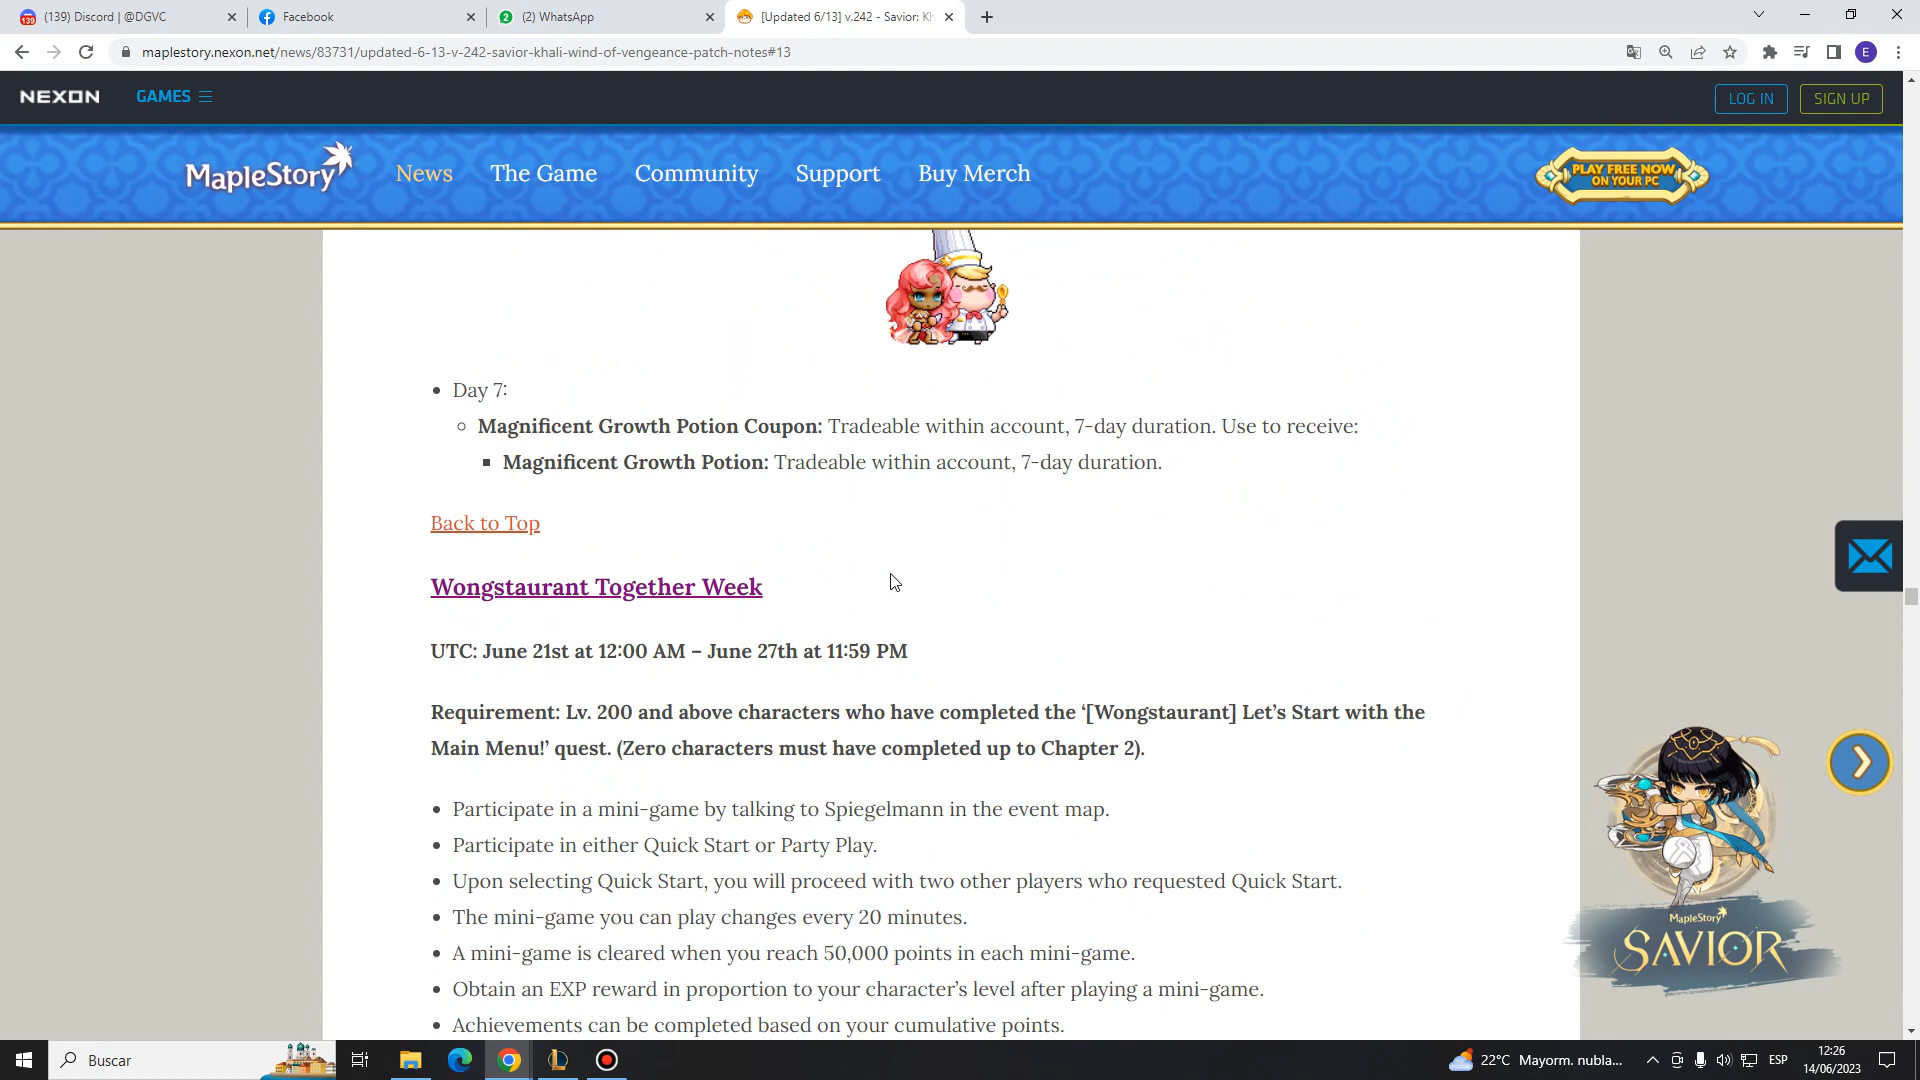 139
(139) Discord | @DGVC
Facebook
2
(2) WhatsApp
[Updated 6/13] v.242 - Savior: Kh
maplestory.nexon.net/news/83731/updated-6-13-v-242-savior-khali-wind-of-vengeance-patch-notes#13
E
NEXON
GAMES
LOG IN
SIGN UP
MapleStory
News
The Game
Community
Support
Buy Merch
PLAY FREE NOW
ON YOUR PC
• Day 7:
Magnificent Growth Potion Coupon: Tradeable within account, 7-day duration. Use to receive:
Magnificent Growth Potion: Tradeable within account, 7-day duration.
Back to Top
Wongstaurant Together Week
UTC: June 21st at 12:00 AM – June 27th at 11:59 PM
Requirement: Lv. 200 and above characters who have completed the ‘[Wongstaurant] Let’s Start with the
Main Menu!’ quest. (Zero characters must have completed up to Chapter 2).
• Participate in a mini-game by talking to Spiegelmann in the event map.
• Participate in either Quick Start or Party Play.
• Upon selecting Quick Start, you will proceed with two other players who requested Quick Start.
• The mini-game you can play changes every 20 minutes.
• A mini-game is cleared when you reach 50,000 points in each mini-game.
• Obtain an EXP reward in proportion to your character’s level after playing a mini-game.
• Achievements can be completed based on your cumulative points.
MapleStory
SAVIOR
Buscar
22°C Mayorm. nubla...
ESP
12:26
14/06/2023